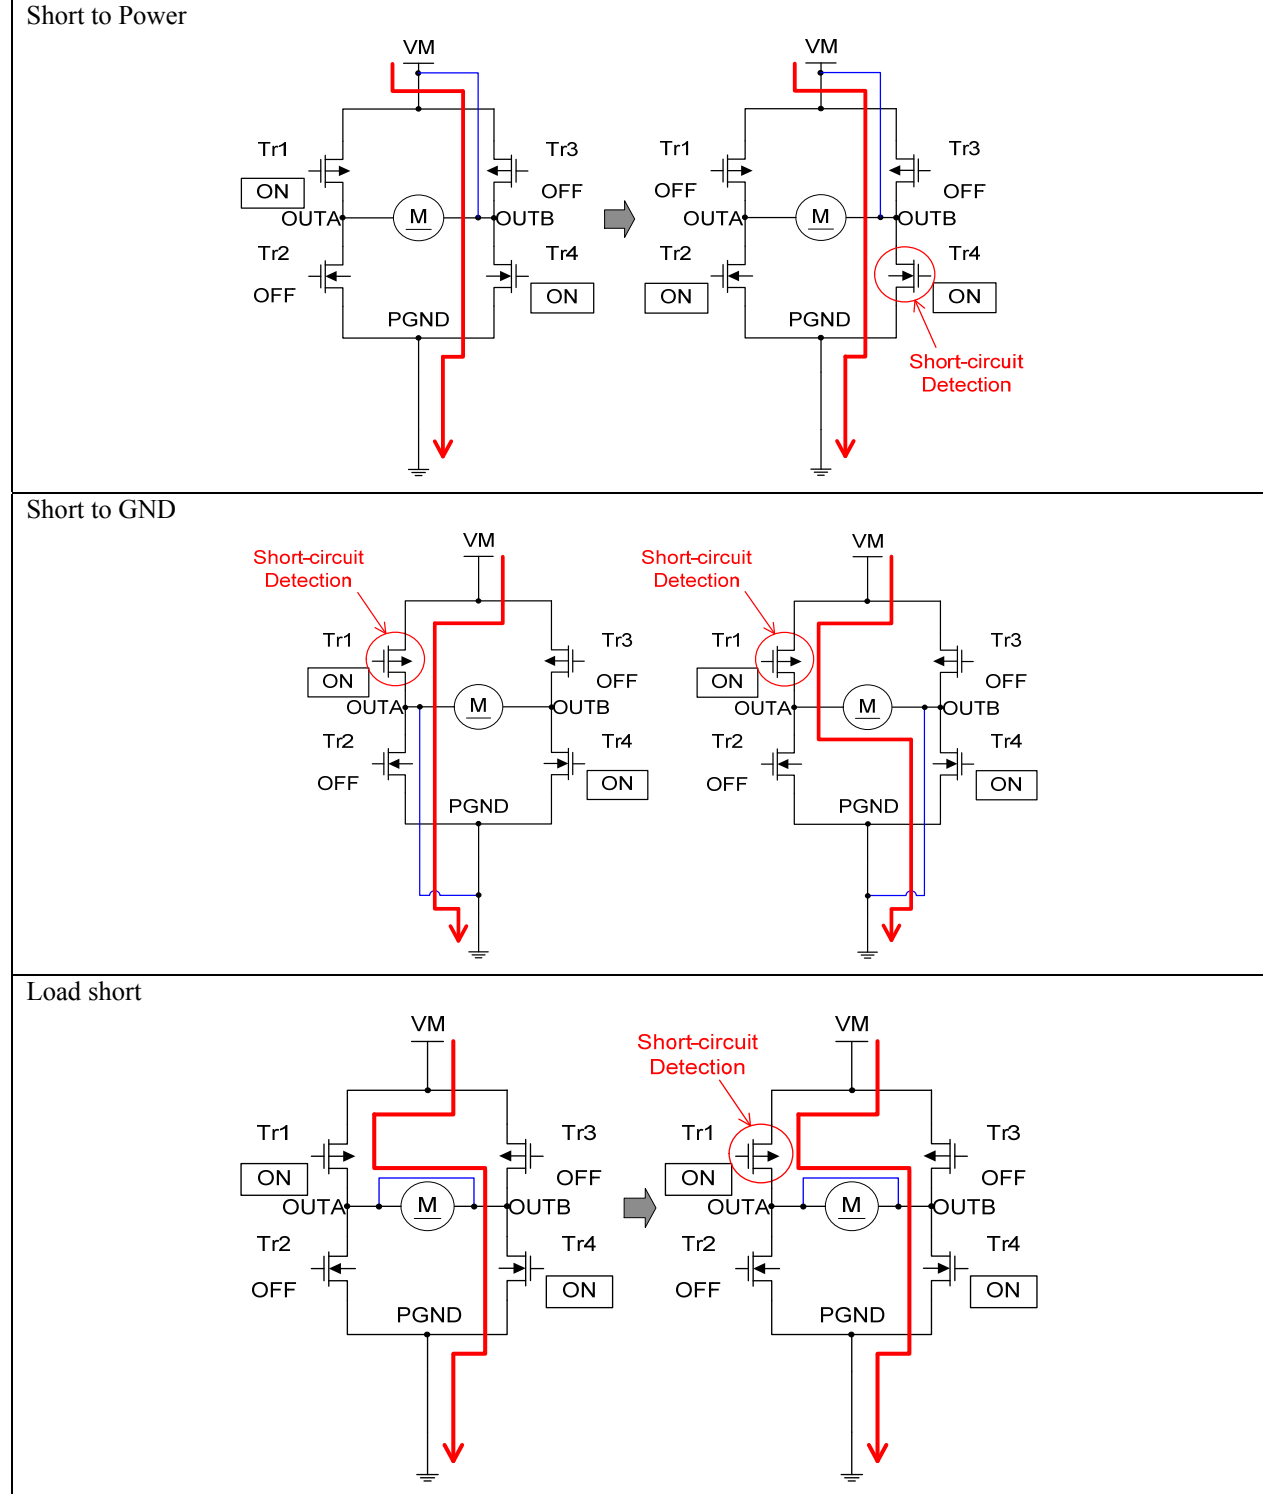 Short to Power
VM
VM
Tr1
Tr3
Tr1
Tr3
ON
OFF
OFF
OFF
OUTA
M
OUTB
OUTA
M
OUTB
Tr2
Tr4
Tr2
Tr4
OFF
ON
ON
ON
PGND
PGND
Short-circuit
Detection
Short to GND
VM
VM
Short-circuit
Detection
Short-circuit
Detection
Tr1
Tr3
Tr1
Tr3
ON
OFF
ON
OFF
OUTA
M
OUTB
OUTA
M
OUTB
Tr2
Tr4
Tr2
Tr4
OFF
ON
OFF
ON
PGND
PGND
Load short
VM
VM
Short-circuit
Detection
Tr1
Tr3
Tr1
Tr3
ON
OFF
ON
OFF
OUTA
M
OUTB
OUTA
M
OUTB
Tr2
Tr4
Tr2
Tr4
OFF
ON
OFF
ON
PGND
PGND